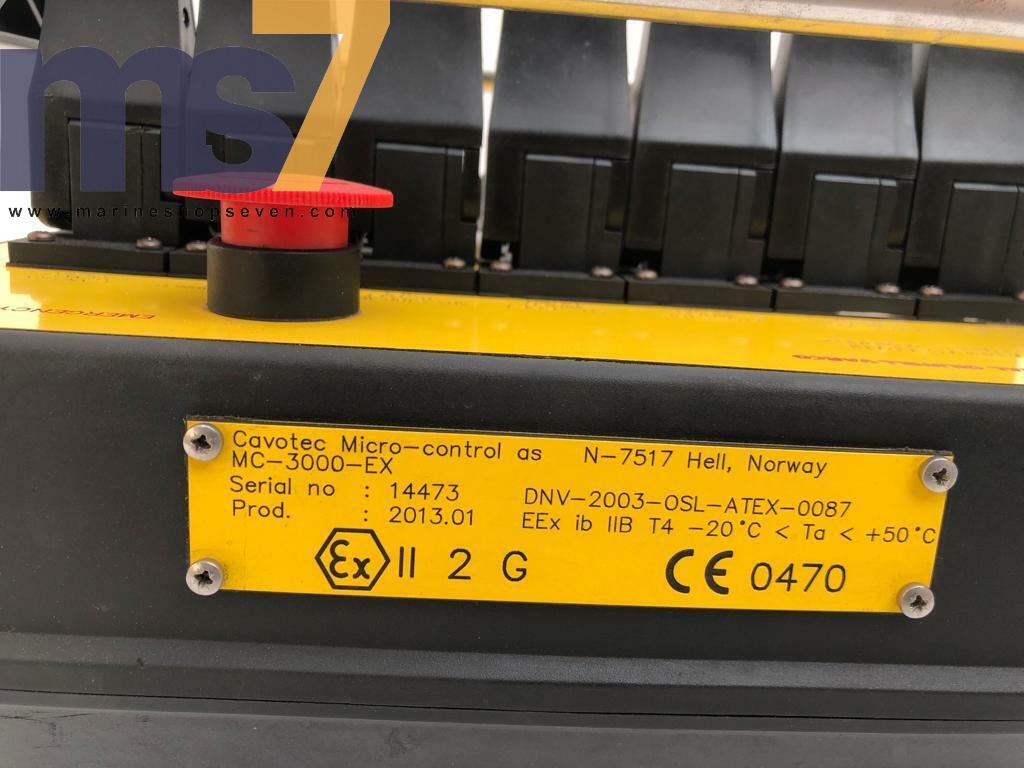 ms7
www.marineshopseven.com
EMERGENCY
Cavotec Micro-control as N-7517 Hell, Norway
MC-3000-EX
Serial no : 14473 DNV-2003-OSL-ATEX-0087
Prod. : 2013.01 EEx ib IIB T4 -20°C < Ta < +50°C
Ex II 2 G CE 0470